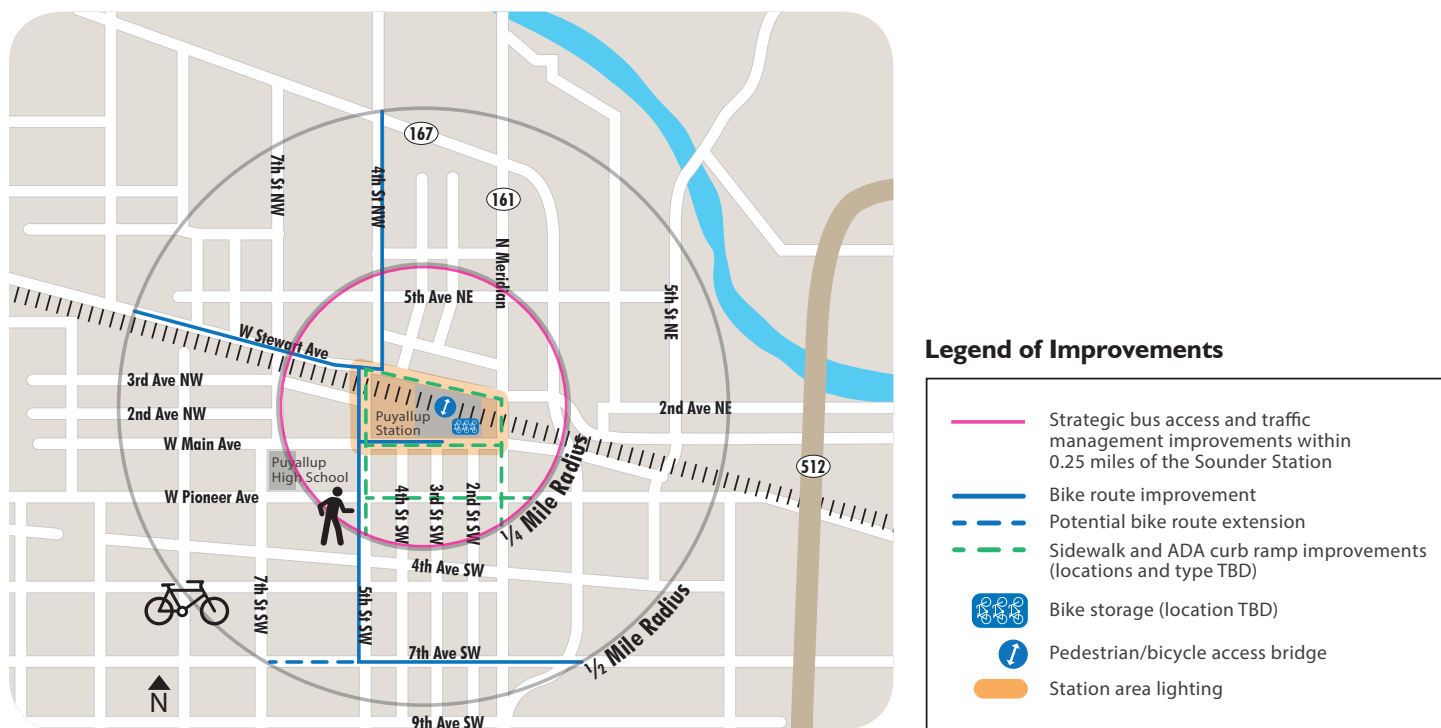 167
7th St NW
4th St NW
161
N Meridian
5th Ave NE
5th St NE
W Stewart Ave
3rd Ave NW
2nd Ave NW
2nd Ave NE
Puyallup
Station
W Main Ave
Puyallup
High School
512
W Pioneer Ave
4th St SW
3rd St SW
2nd St SW
1/4 Mile Radius
4th Ave SW
7th St SW
5th St SW
7th Ave SW
1/2 Mile Radius
N
9th Ave SW
Legend of Improvements
Strategic bus access and traffic
management improvements within
0.25 miles of the Sounder Station
Bike route improvement
Potential bike route extension
Sidewalk and ADA curb ramp improvements
(locations and type TBD)
Bike storage (location TBD)
Pedestrian/bicycle access bridge
Station area lighting